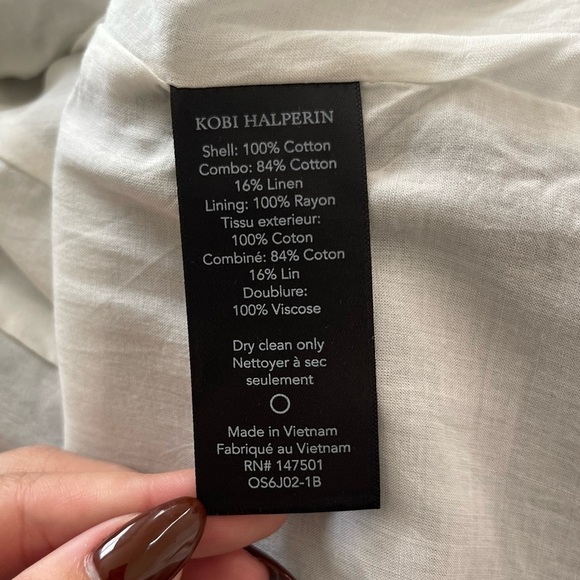 KOBI HALPERIN
Shell: 100% Cotton
Combo: 84% Cotton
16% Linen
Lining: 100% Rayon
Tissu exterieur:
100% Coton
Combiné: 84% Coton
16% Lin
Doublure:
100% Viscose
Dry clean only
Nettoyer à sec
seulement
Made in Vietnam
Fabriqué au Vietnam
RN# 147501
OS6J02-1B